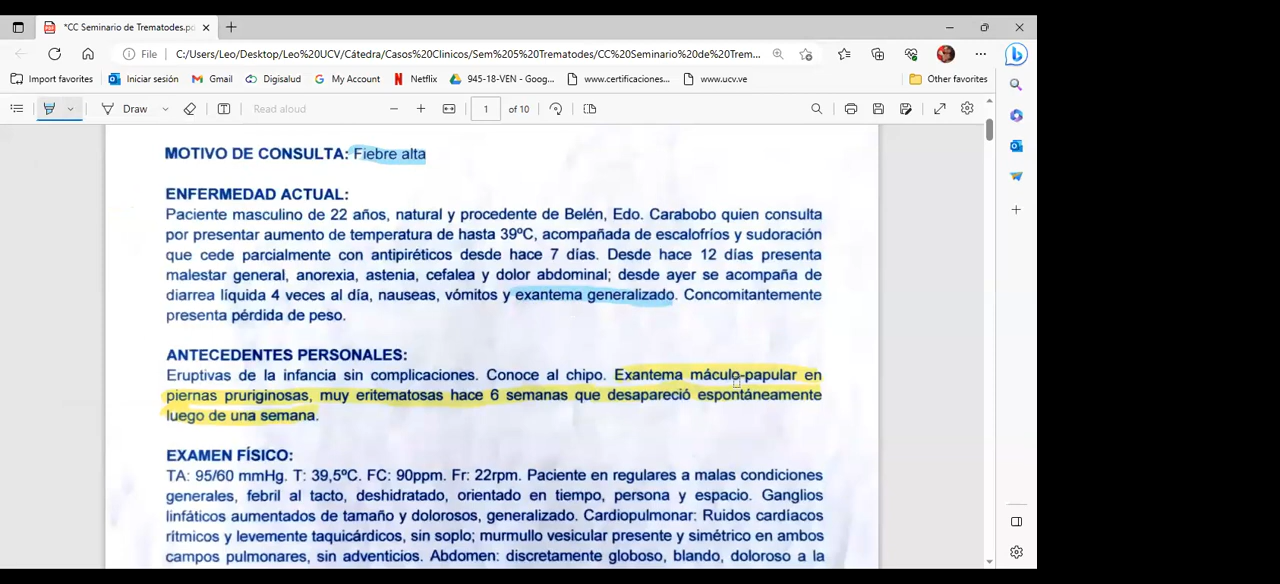 *CC Seminario de Trematodes.pd
File
C:/Users/Leo/Desktop/Leo%20UCV/Cátedra/Casos%20Clinicos/Sem%205%20Trematodes/CC%20Seminario%20de%20Trem...
Import favorites
Iniciar sesión
Gmail
Digisalud
My Account
Netflix
945-18-VEN - Goog...
www.certificaciones...
www.ucv.ve
Other favorites
Draw
Read aloud
1 of 10
MOTIVO DE CONSULTA: Fiebre alta
ENFERMEDAD ACTUAL:
Paciente masculino de 22 años, natural y procedente de Belén, Edo. Carabobo quien consulta
por presentar aumento de temperatura de hasta 39ºC, acompañada de escalofríos y sudoración
que cede parcialmente con antipiréticos desde hace 7 días. Desde hace 12 días presenta
malestar general, anorexia, astenia, cefalea y dolor abdominal; desde ayer se acompaña de
diarrea líquida 4 veces al día, nauseas, vómitos y exantema generalizado. Concomitantemente
presenta pérdida de peso.
ANTECEDENTES PERSONALES:
Eruptivas de la infancia sin complicaciones. Conoce al chipo. Exantema máculo-papular en
piernas pruriginosas, muy eritematosas hace 6 semanas que desapareció espontáneamente
luego de una semana.
EXAMEN FÍSICO:
TA: 95/60 mmHg. T: 39,5ºC. FC: 90ppm. Fr: 22rpm. Paciente en regulares a malas condiciones
generales, febril al tacto, deshidratado, orientado en tiempo, persona y espacio. Ganglios
linfáticos aumentados de tamaño y dolorosos, generalizado. Cardiopulmonar: Ruidos cardíacos
rítmicos y levemente taquicárdicos, sin soplo; murmullo vesicular presente y simétrico en ambos
campos pulmonares, sin adventicios. Abdomen: discretamente globoso, blando, doloroso a la